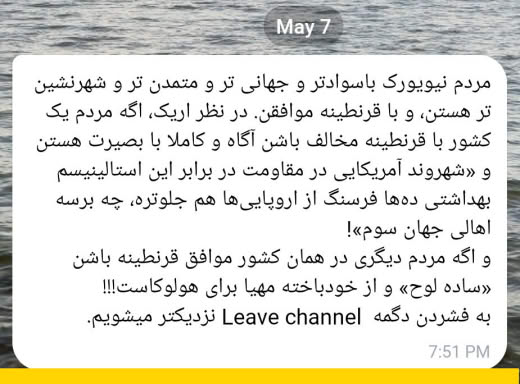 May 7
مردم نیویورک باسوادتر و جهانی تر و متمدن تر و شهرنشین
تر هستن، و با قرنطینه موافقن. در نظر اریک، اگه مردم یک
کشور با قرنطینه مخالف باشن آگاه و کاملا با بصیرت هستن
و «شهروند آمریکایی در مقاومت در برابر این استالینیسم
بهداشتی ده‌ها فرسنگ از اروپایی‌ها هم جلوتره، چه برسه
اهالی جهان سوم»!
و اگه مردم دیگری در همان کشور موافق قرنطینه باشن
«ساده لوح» و از خودباخته مهیا برای هولوکاست!!!
به فشردن دگمه Leave channel نزدیکتر میشویم.
7:51 PM